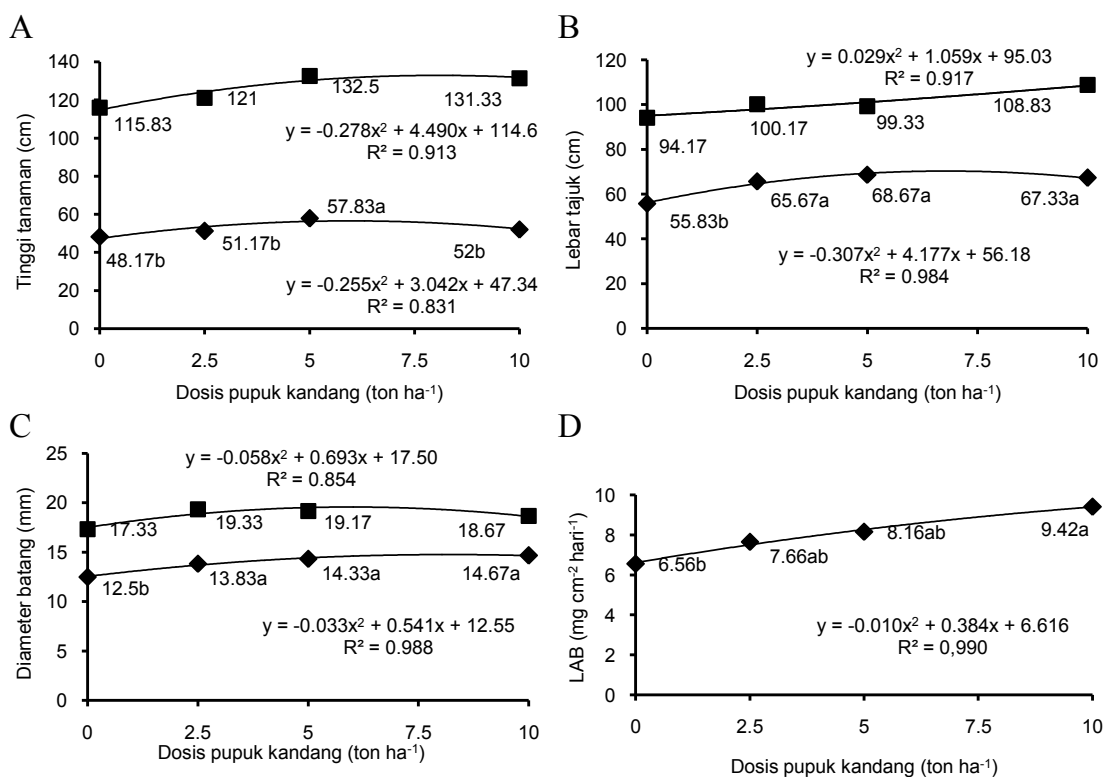 A
Tinggi tanaman (cm)
140
120
100
80
60
40
20
0
115.83
121
132.5
131.33
y = -0.278x² + 4.490x + 114.6
R² = 0.913
48.17b
51.17b
57.83a
52b
y = -0.255x² + 3.042x + 47.34
R² = 0.831
0 2.5 5 7.5 10
Dosis pupuk kandang (ton ha⁻¹)
B
Lebar tajuk (cm)
120
100
80
60
40
20
0
y = 0.029x² + 1.059x + 95.03
R² = 0.917
94.17
100.17
99.33
108.83
55.83b
65.67a
68.67a
67.33a
y = -0.307x² + 4.177x + 56.18
R² = 0.984
0 2.5 5 7.5 10
Dosis pupuk kandang (ton ha⁻¹)
C
Diameter batang (mm)
25
20
15
10
5
0
y = -0.058x² + 0.693x + 17.50
R² = 0.854
17.33
19.33
19.17
18.67
12.5b
13.83a
14.33a
14.67a
y = -0.033x² + 0.541x + 12.55
R² = 0.988
0 2.5 5 7.5 10
Dosis pupuk kandang (ton ha⁻¹)
D
LAB (mg cm⁻² hari⁻¹)
10
8
6
4
2
0
6.56b
7.66ab
8.16ab
9.42a
y = -0.010x² + 0.384x + 6.616
R² = 0,990
0 2.5 5 7.5 10
Dosis pupuk kandang (ton ha⁻¹)